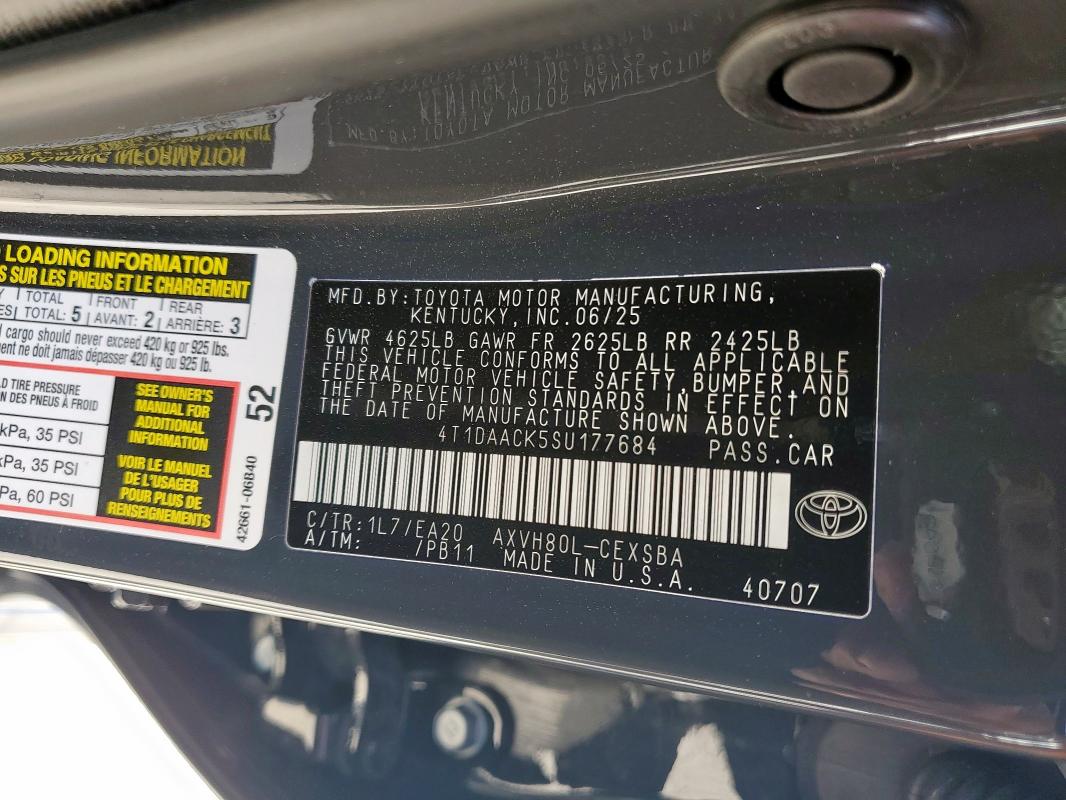 LOADING INFORMATION
SUR LES PNEUS ET LE CHARGEMENT
TOTAL FRONT REAR
TOTAL: 5 AVANT: 2 ARRIÈRE: 3
cargo should never exceed 420 kg or 925 lbs.
ne doit jamais dépasser 420 kg ou 925 lb.
TIRE PRESSURE
DES PNEUS À FROID
kPa, 35 PSI
kPa, 35 PSI
kPa, 60 PSI
SEE OWNER'S
MANUAL FOR
ADDITIONAL
INFORMATION
VOIR LE MANUEL
DE L'USAGER
POUR PLUS DE
RENSEIGNEMENTS
52
42661-06B40
MFD.BY:TOYOTA MOTOR MANUFACTURING,
KENTUCKY,INC.06/25
GVWR 4625LB GAWR FR 2625LB RR 2425LB
THIS VEHICLE CONFORMS TO ALL APPLICABLE
FEDERAL MOTOR VEHICLE SAFETY,BUMPER,AND
THEFT PREVENTION STANDARDS IN EFFECT ON
THE DATE OF MANUFACTURE SHOWN ABOVE.
4T1DAACK5SU177684 PASS.CAR
C/TR:1L7/EA20 AXVH80L-CEXSBA
A/TM: /PB11 MADE IN U.S.A.
40707